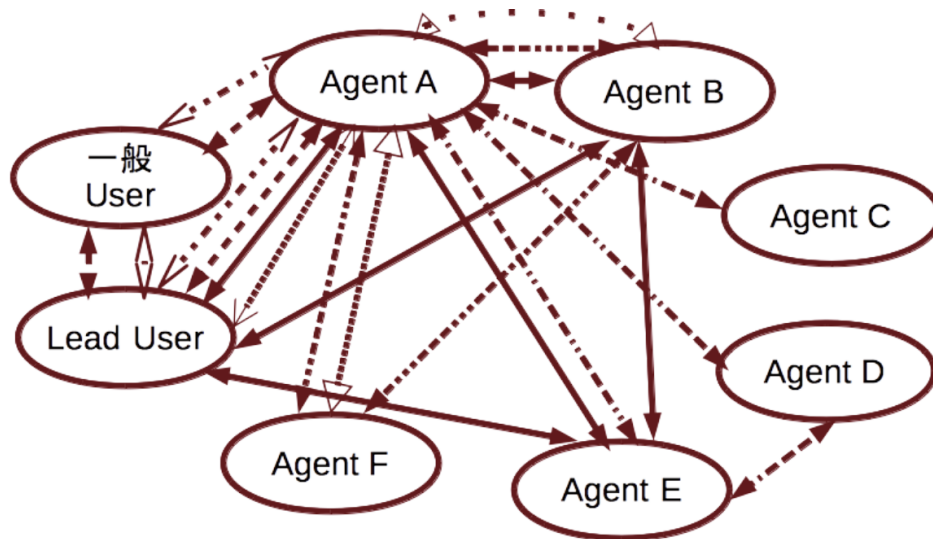 Agent A
Agent B
一般
User
Agent C
Lead User
Agent D
Agent F
Agent E